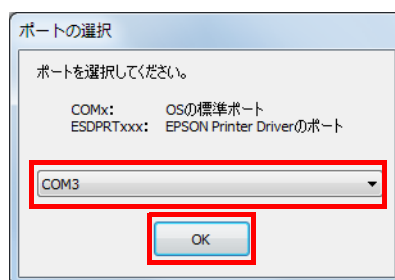 ポートの選択
ポートを選択してください。
COMx: OSの標準ポート
ESDPRTxxx: EPSON Printer Driverのポート
COM3
OK